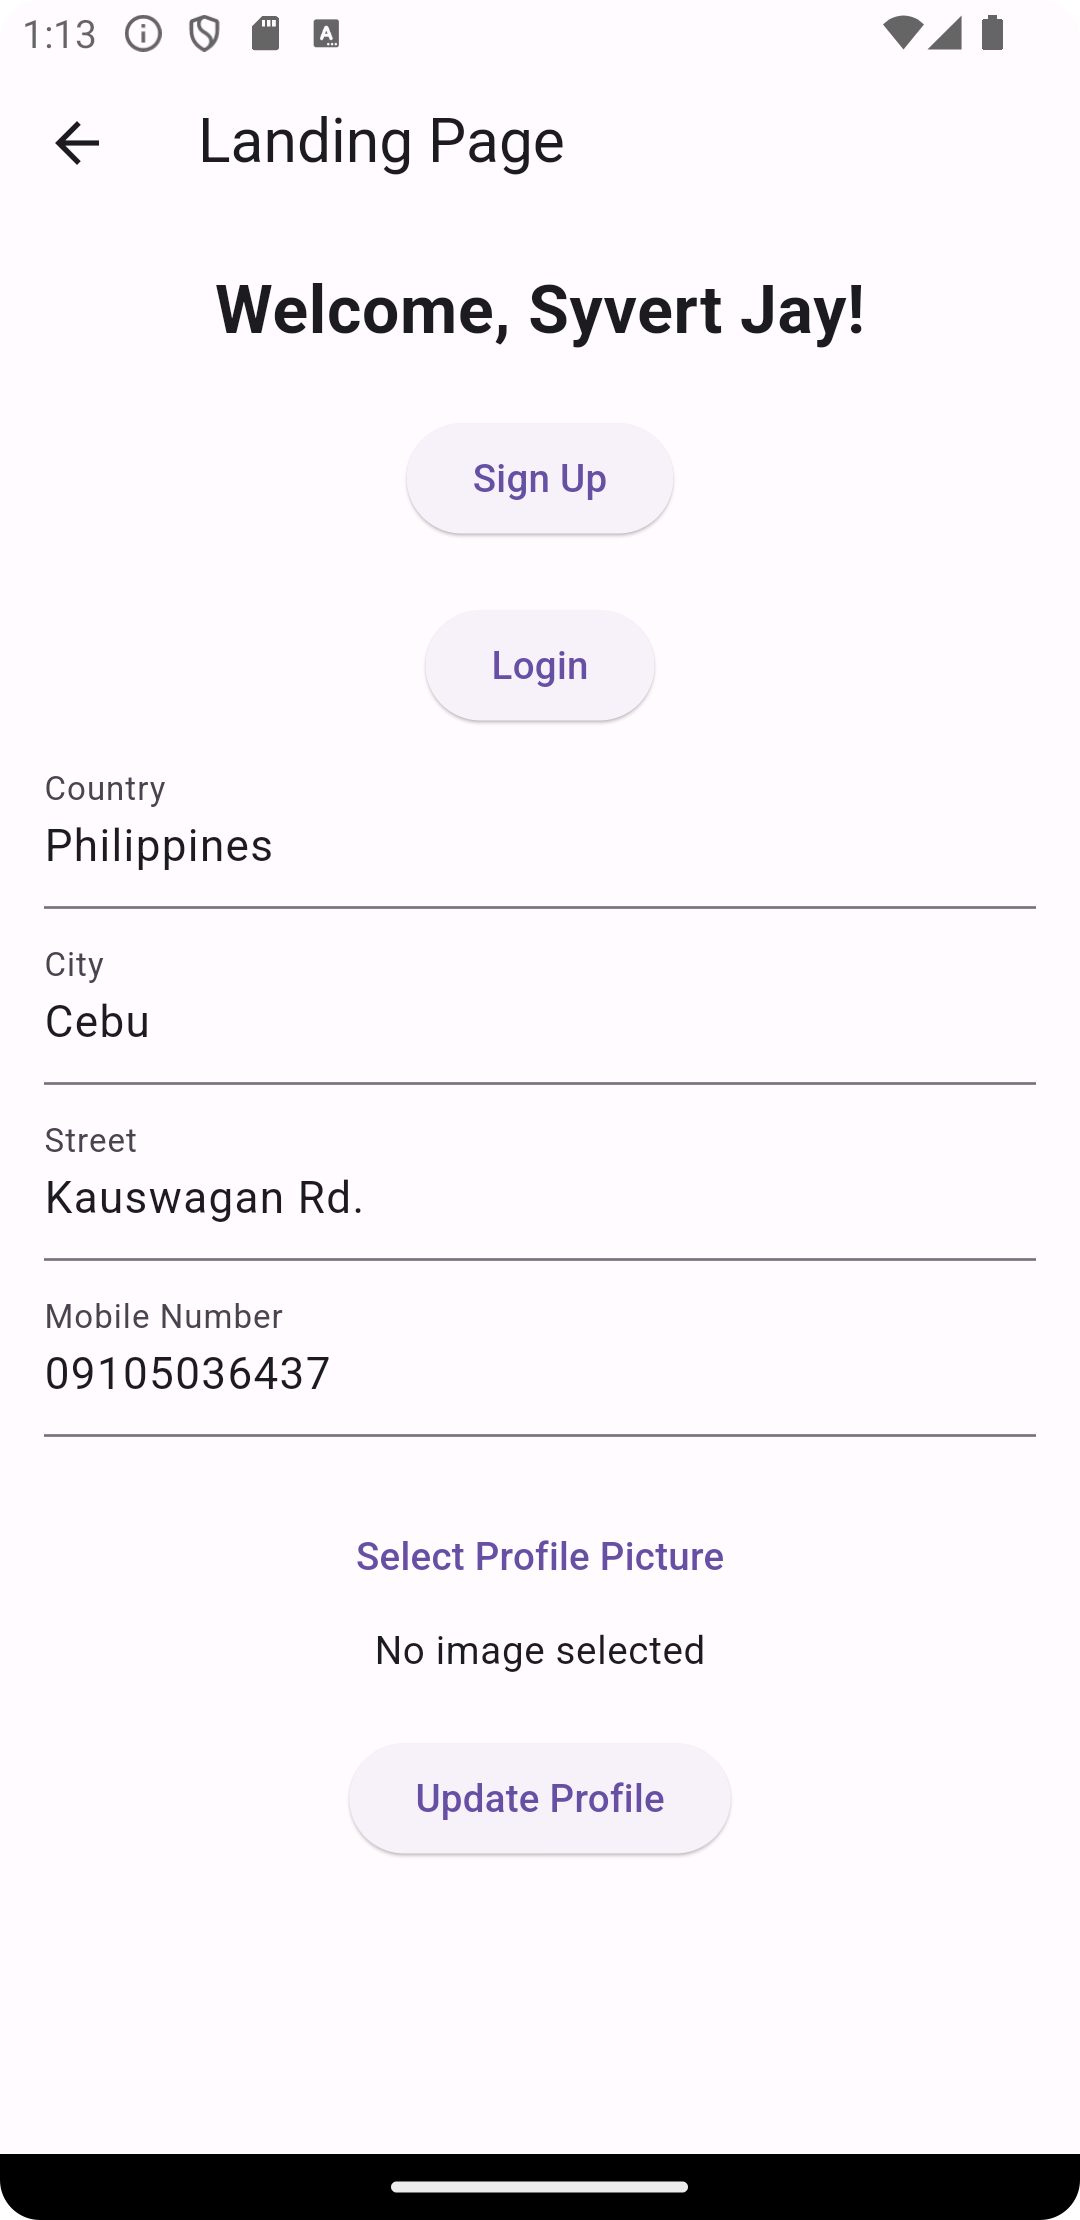 1:13
Landing Page
Welcome, Syvert Jay!
Sign Up
Login
Country
Philippines
City
Cebu
Street
Kauswagan Rd.
Mobile Number
09105036437
Select Profile Picture
No image selected
Update Profile